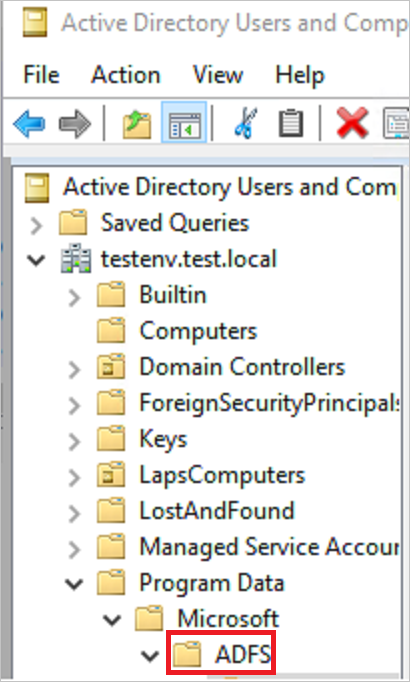 Active Directory Users and Comp
File Action View Help
Active Directory Users and Com
Saved Queries
testenv.test.local
Builtin
Computers
Domain Controllers
ForeignSecurityPrincipals
Keys
LapsComputers
LostAndFound
Managed Service Accour
Program Data
Microsoft
ADFS